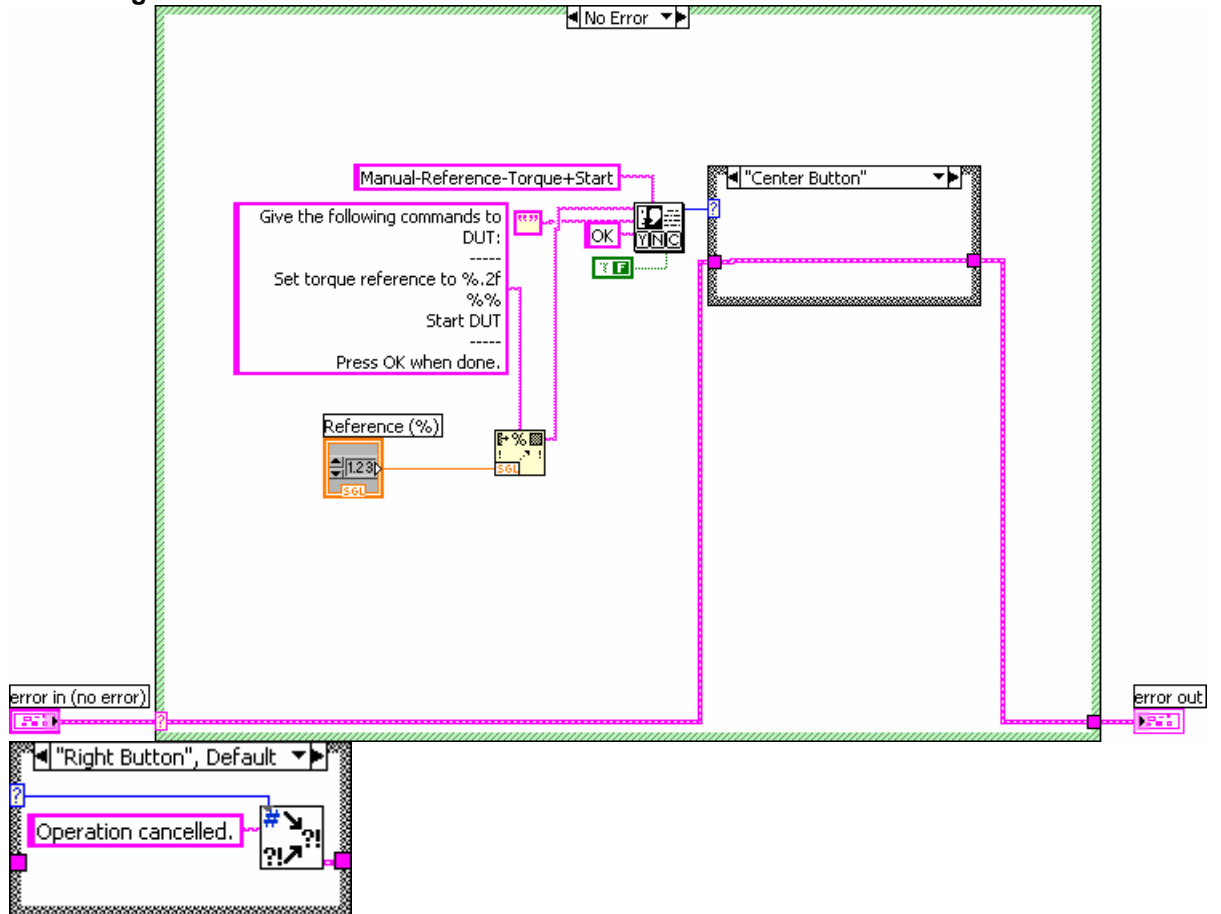 No Error
Manual-Reference-Torque+Start
"Center Button"
Give the following commands to
DUT:
-----
Set torque reference to %.2f
%%
Start DUT
-----
Press OK when done.
OK
Y N C
?
F
Reference (%)
1.23
SGL
%
SGL
error in (no error)
?
error out
"Right Button", Default
?
Operation cancelled.
#
?!
?!